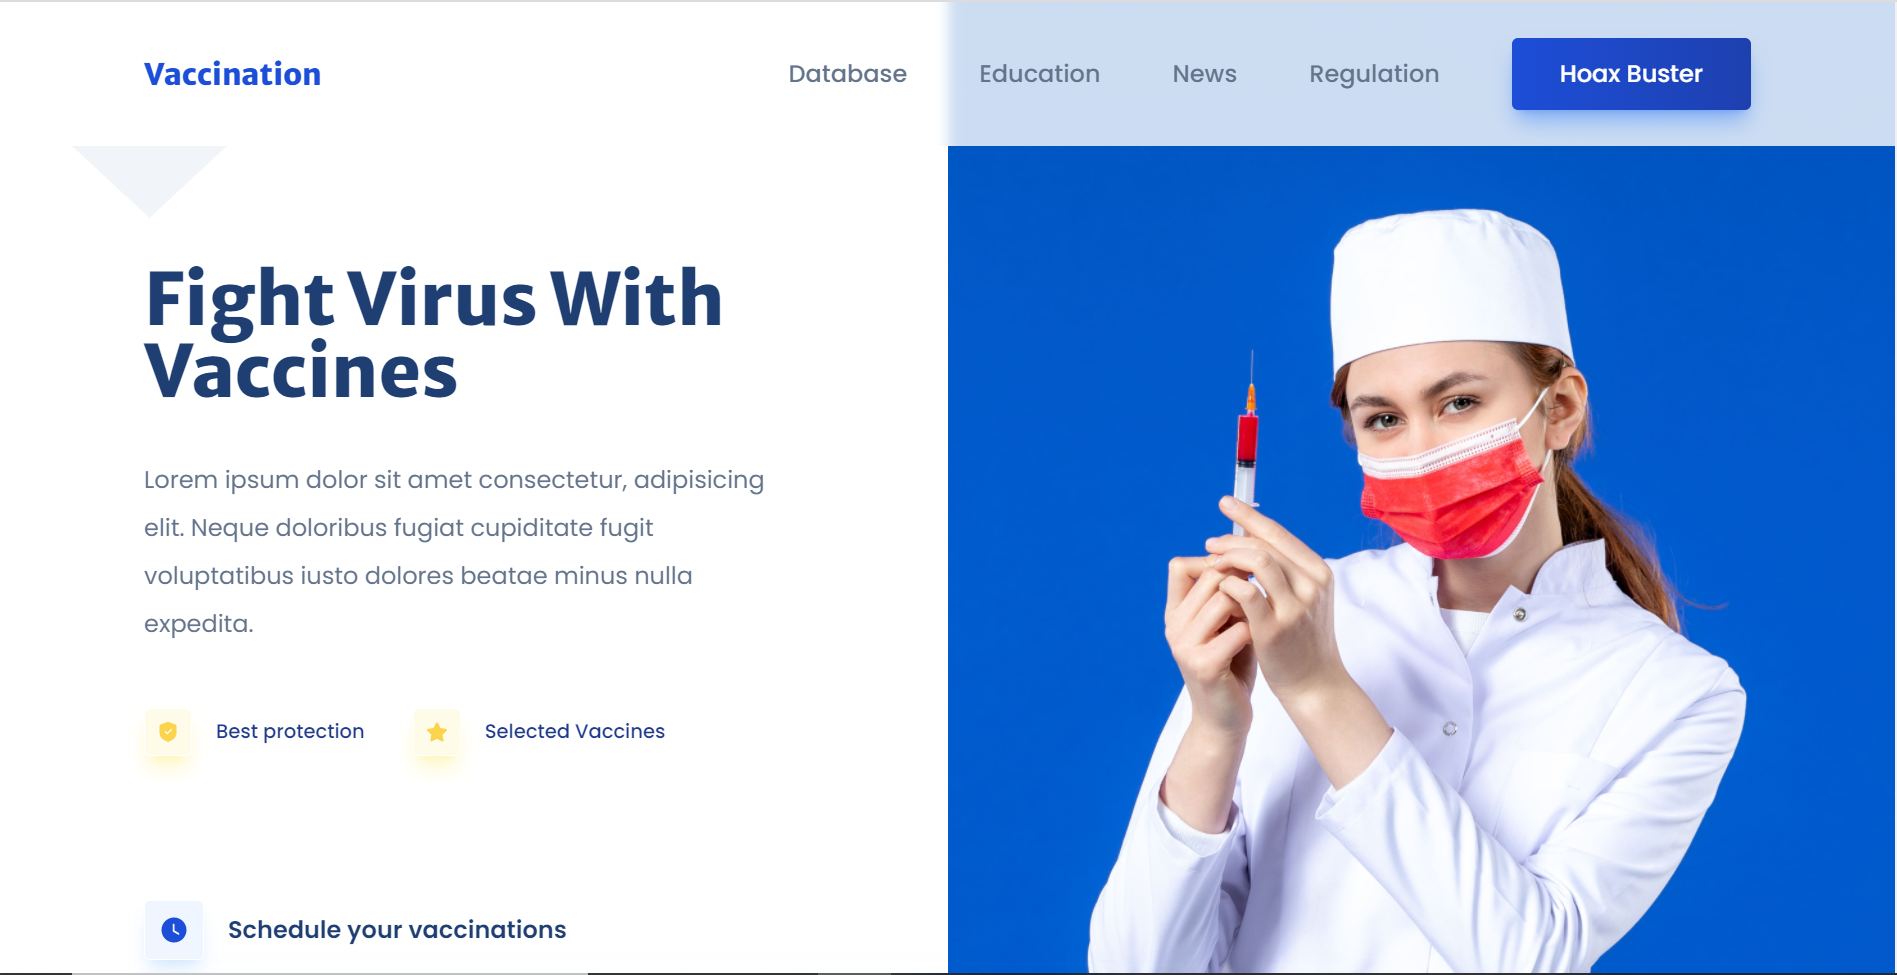 Vaccination
Database
Education
News
Regulation
Hoax Buster
Fight Virus With
Vaccines
Lorem ipsum dolor sit amet consectetur, adipisicing
elit. Neque doloribus fugiat cupiditate fugit
voluptatibus iusto dolores beatae minus nulla
expedita.
Best protection
Selected Vaccines
Schedule your vaccinations